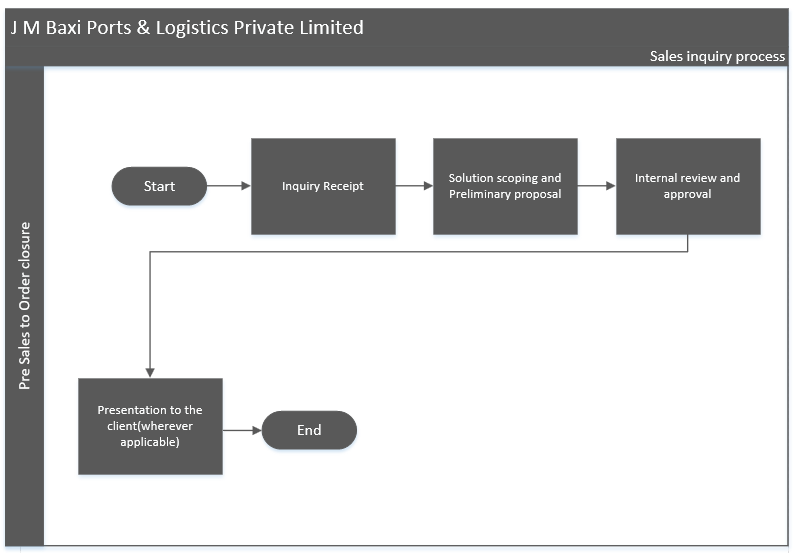 J M Baxi Ports & Logistics Private Limited
Sales inquiry process
Pre Sales to Order closure
Start
Inquiry Receipt
Solution scoping and
Preliminary proposal
Internal review and
approval
Presentation to the
client(wherever
applicable)
End